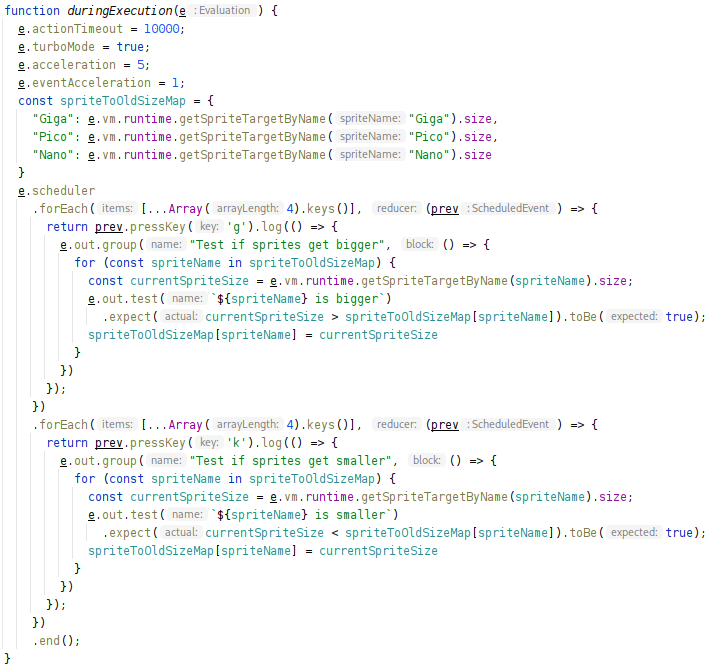 function duringExecution(e : Evaluation ) {
  e.actionTimeout = 10000;
  e.turboMode = true;
  e.acceleration = 5;
  e.eventAcceleration = 1;
  const spriteToOldSizeMap = {
    "Giga": e.vm.runtime.getSpriteTargetByName( spriteName: "Giga").size,
    "Pico": e.vm.runtime.getSpriteTargetByName( spriteName: "Pico").size,
    "Nano": e.vm.runtime.getSpriteTargetByName( spriteName: "Nano").size
  }
  e.scheduler
    .forEach( items: [...Array( arrayLength: 4).keys()], reducer: (prev : ScheduledEvent ) => {
      return prev.pressKey( key: 'g').log(() => {
        e.out.group( name: "Test if sprites get bigger", block: () => {
          for (const spriteName in spriteToOldSizeMap) {
            const currentSpriteSize = e.vm.runtime.getSpriteTargetByName(spriteName).size;
            e.out.test( name: `${spriteName} is bigger`)
              .expect( actual: currentSpriteSize > spriteToOldSizeMap[spriteName]).toBe( expected: true);
            spriteToOldSizeMap[spriteName] = currentSpriteSize
          }
        })
      });
    })
    .forEach( items: [...Array( arrayLength: 4).keys()], reducer: (prev : ScheduledEvent ) => {
      return prev.pressKey( key: 'k').log(() => {
        e.out.group( name: "Test if sprites get smaller", block: () => {
          for (const spriteName in spriteToOldSizeMap) {
            const currentSpriteSize = e.vm.runtime.getSpriteTargetByName(spriteName).size;
            e.out.test( name: `${spriteName} is smaller`)
              .expect( actual: currentSpriteSize < spriteToOldSizeMap[spriteName]).toBe( expected: true);
            spriteToOldSizeMap[spriteName] = currentSpriteSize
          }
        })
      });
    })
    .end();
}